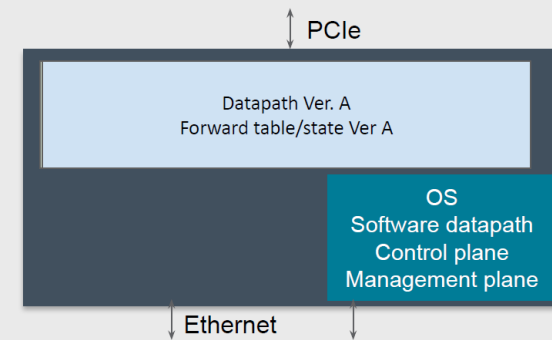 PCIe
Datapath Ver. A
Forward table/state Ver A
OS
Software datapath
Control plane
Management plane
Ethernet